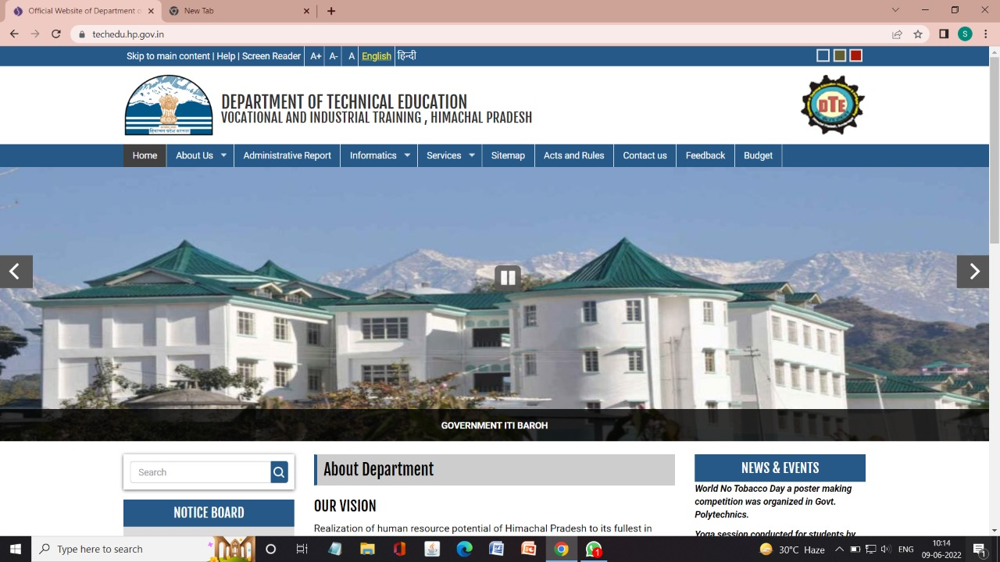 Official Website of Department o
New Tab
techedu.hp.gov.in
S
Skip to main content | Help | Screen Reader A+ A- A English हिन्दी
DEPARTMENT OF TECHNICAL EDUCATION
VOCATIONAL AND INDUSTRIAL TRAINING , HIMACHAL PRADESH
DTE
Home About Us Administrative Report Informatics Services Sitemap Acts and Rules Contact us Feedback Budget
GOVERNMENT ITI BAROH
Search
NOTICE BOARD
About Department
OUR VISION
Realization of human resource potential of Himachal Pradesh to its fullest in
NEWS & EVENTS
World No Tobacco Day a poster making
competition was organized in Govt.
Polytechnics.
Yoga session conducted for students by
Type here to search
1
30°C Haze
ENG
10:14
09-06-2022
1